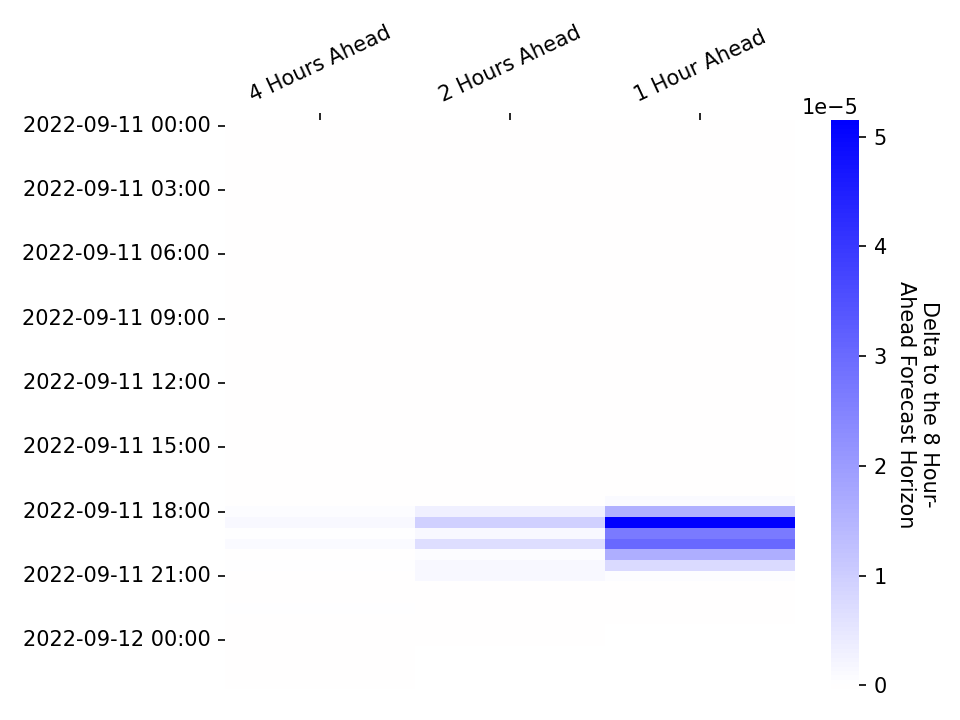 4 Hours Ahead
2 Hours Ahead
1 Hour Ahead
1e−5
2022-09-11 00:00
2022-09-11 03:00
2022-09-11 06:00
2022-09-11 09:00
2022-09-11 12:00
2022-09-11 15:00
2022-09-11 18:00
2022-09-11 21:00
2022-09-12 00:00
5
4
3
2
1
0
Delta to the 8 Hour-
Ahead Forecast Horizon